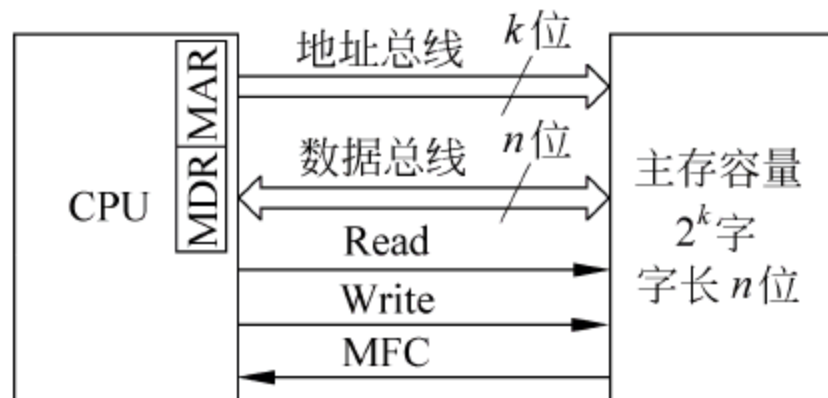 地址总线
k位
MAR
数据总线
n位
MDR
CPU
Read
Write
MFC
主存容量
2^k字
字长n位